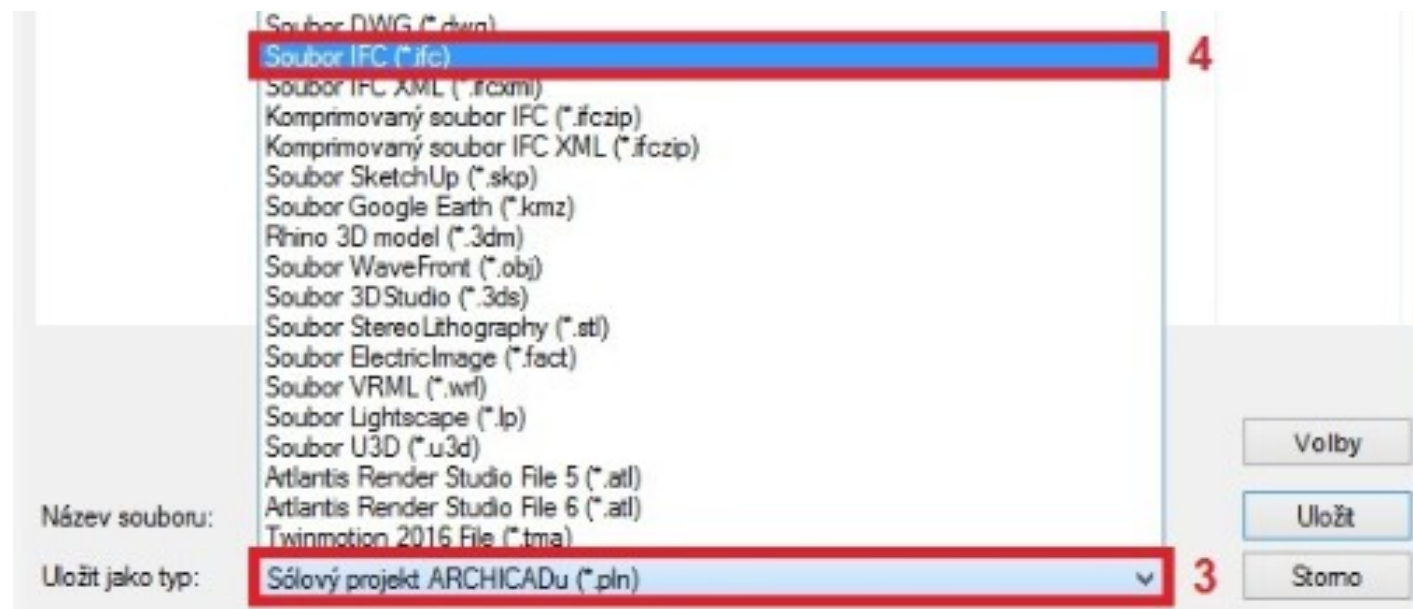 Soubor DWG (*.dwg)
Soubor IFC (*.ifc)
4
Soubor IFC XML (*.ifcxml)
Komprimovaný soubor IFC (*.ifczip)
Komprimovaný soubor IFC XML (*.ifczip)
Soubor SketchUp (*.skp)
Soubor Google Earth (*.kmz)
Rhino 3D model (*.3dm)
Soubor WaveFront (*.obj)
Soubor 3DStudio (*.3ds)
Soubor StereoLithography (*.stl)
Soubor ElectricImage (*.fact)
Soubor VRML (*.wrl)
Soubor Lightscape (*.lp)
Soubor U3D (*.u3d)
Artlantis Render Studio File 5 (*.atl)
Artlantis Render Studio File 6 (*.atl)
Twinmotion 2016 File (*.tma)
Volby
Název souboru:
Uložit
Uložit jako typ:
Sólový projekt ARCHICADu (*.pln)
3
Storno